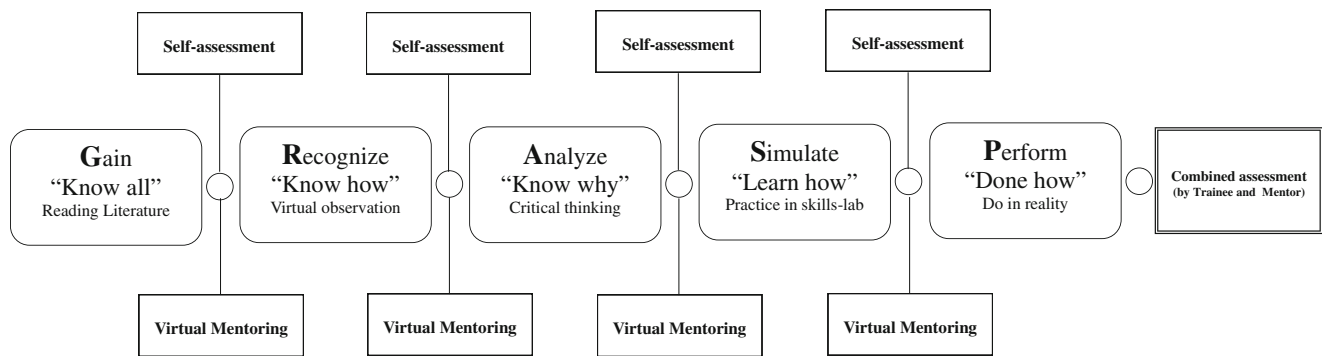 Self-assessment
Self-assessment
Self-assessment
Self-assessment
Gain
“Know all”
Reading Literature
Recognize
“Know how”
Virtual observation
Analyze
“Know why”
Critical thinking
Simulate
“Learn how”
Practice in skills-lab
Perform
“Done how”
Do in reality
Combined assessment
(by Trainee and Mentor)
Virtual Mentoring
Virtual Mentoring
Virtual Mentoring
Virtual Mentoring